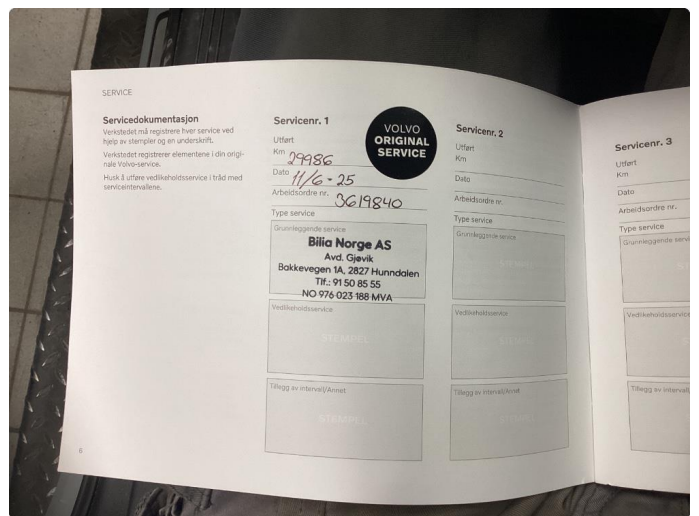 SERVICE
Servicedokumentasjon
Verkstedet må registrere hver service ved
hjelp av stempler og en underskrift.
Verkstedet registrerer elementene i din origi-
nale Volvo-service.
Husk å utføre vedlikeholdsservice i tråd med
serviceintervallene.
6
Servicenr. 1
VOLVO
ORIGINAL
SERVICE
Utført
Km 29986
Dato 11/6-25
Arbeidsordre nr. 3619840
Type service
Grunnleggende service
Bilia Norge AS
Avd. Gjøvik
Bakkevegen 1A, 2827 Hunndalen
Tlf.: 91 50 85 55
NO 976 023 188 MVA
Vedlikeholdsservice
STEMPEL
Tillegg av intervall/Annet
STEMPEL
Servicenr. 2
Utført
Km
Dato
Arbeidsordre nr.
Type service
Grunnleggende service
STEMPEL
Vedlikeholdsservice
STEMPEL
Tillegg av intervall/Annet
STEMPEL
Servicenr. 3
Utført
Km
Dato
Arbeidsordre nr.
Type service
Grunnleggende servi
Vedlikeholdsservice
Tillegg av interval